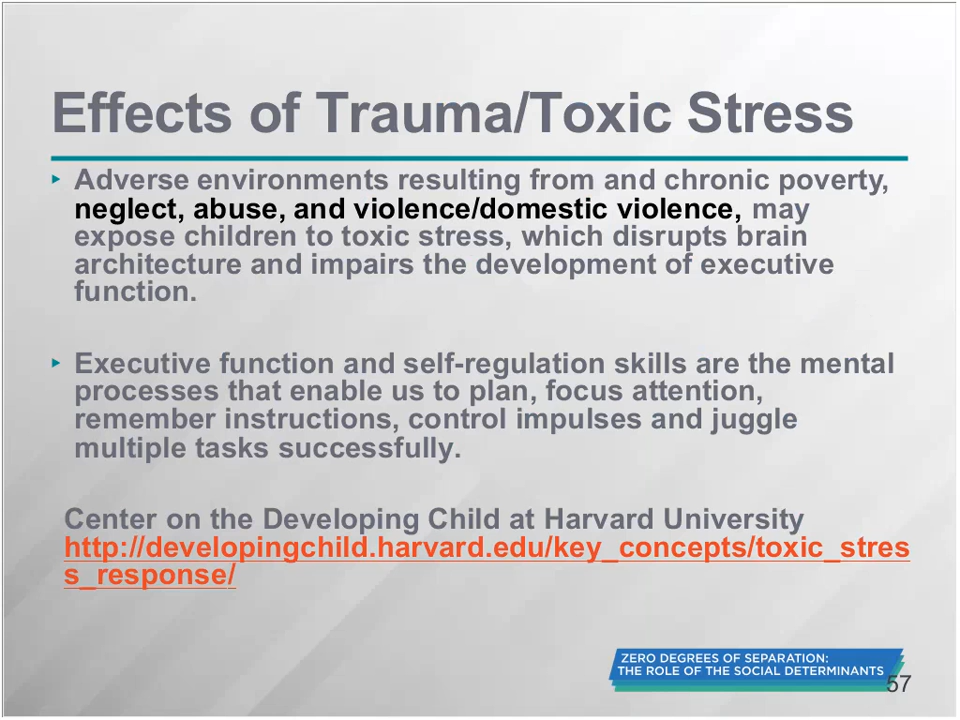 Effects of Trauma/Toxic Stress
‣ Adverse environments resulting from and chronic poverty,
neglect, abuse, and violence/domestic violence, may
expose children to toxic stress, which disrupts brain
architecture and impairs the development of executive
function.
‣ Executive function and self-regulation skills are the mental
processes that enable us to plan, focus attention,
remember instructions, control impulses and juggle
multiple tasks successfully.
Center on the Developing Child at Harvard University
http://developingchild.harvard.edu/key_concepts/toxic_stres
s_response/
ZERO DEGREES OF SEPARATION:
THE ROLE OF THE SOCIAL DETERMINANTS
57